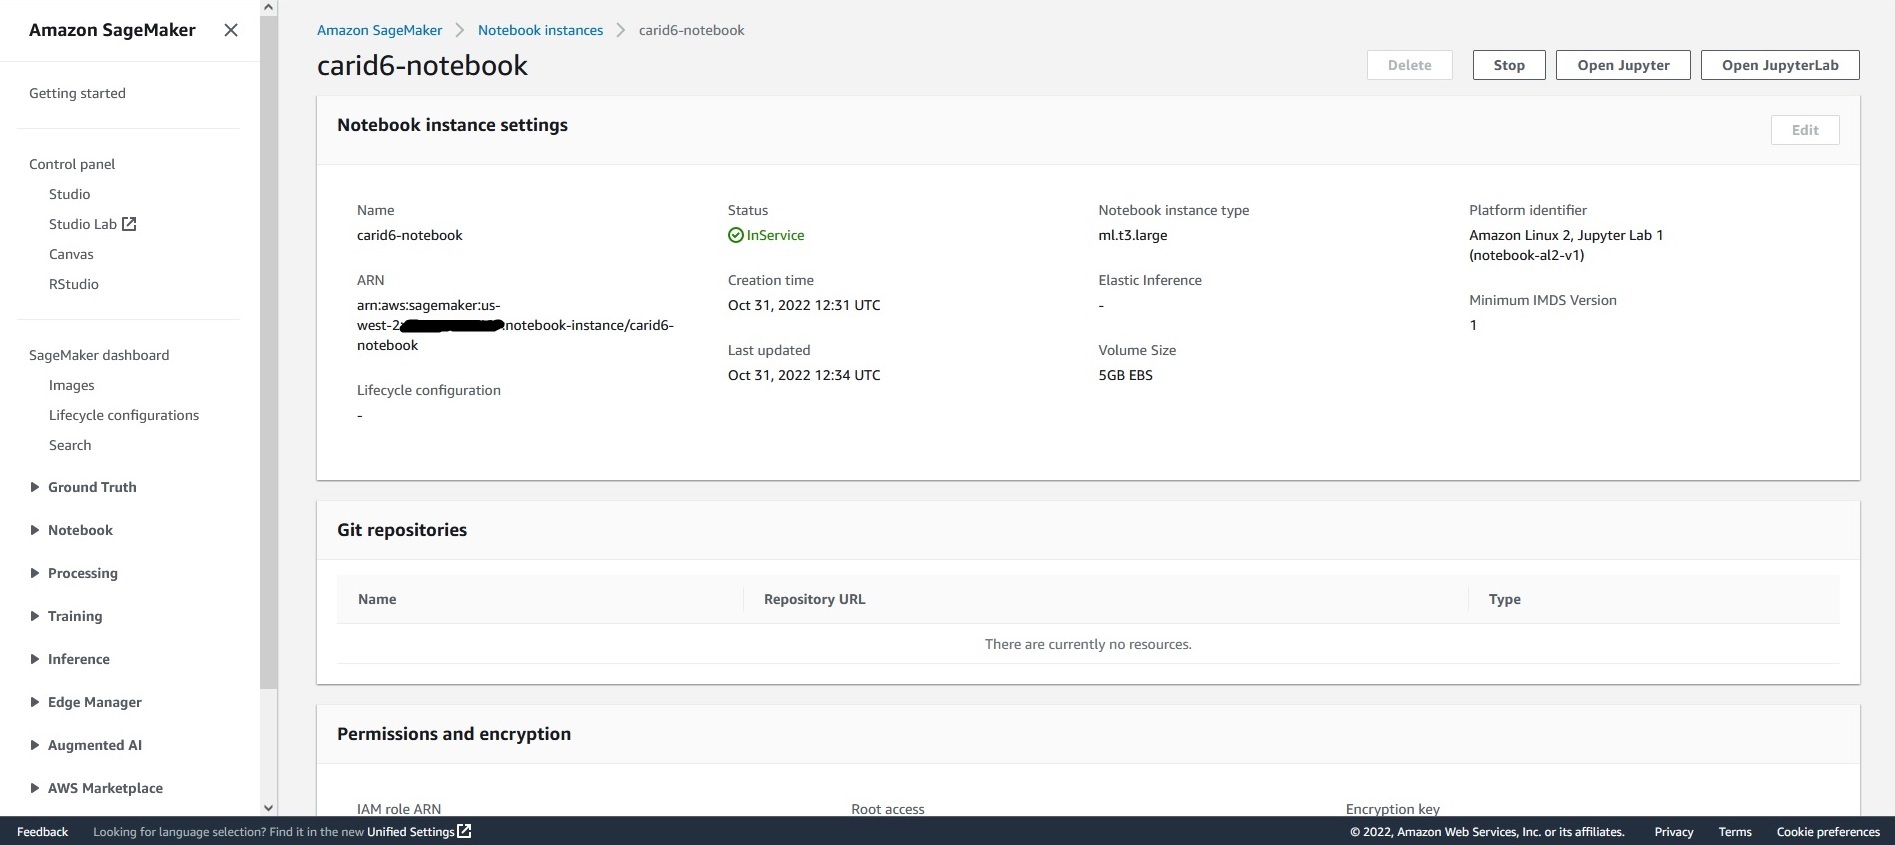 Amazon SageMaker
Getting started
Control panel
Studio
Studio Lab
Canvas
RStudio
SageMaker dashboard
Images
Lifecycle configurations
Search
Ground Truth
Notebook
Processing
Training
Inference
Edge Manager
Augmented AI
AWS Marketplace
Amazon SageMaker > Notebook instances > carid6-notebook
carid6-notebook
Delete
Stop
Open Jupyter
Open JupyterLab
Notebook instance settings
Edit
Name
carid6-notebook
ARN
arn:aws:sagemaker:us-
west-2: :notebook-instance/carid6-
notebook
Lifecycle configuration
-
Status
InService
Creation time
Oct 31, 2022 12:31 UTC
Last updated
Oct 31, 2022 12:34 UTC
Notebook instance type
ml.t3.large
Elastic Inference
-
Volume Size
5GB EBS
Platform identifier
Amazon Linux 2, Jupyter Lab 1
(notebook-al2-v1)
Minimum IMDS Version
1
Git repositories
Name Repository URL Type
There are currently no resources.
Permissions and encryption
IAM role ARN Root access Encryption key
Feedback Looking for language selection? Find it in the new Unified Settings © 2022, Amazon Web Services, Inc. or its affiliates. Privacy Terms Cookie preferences